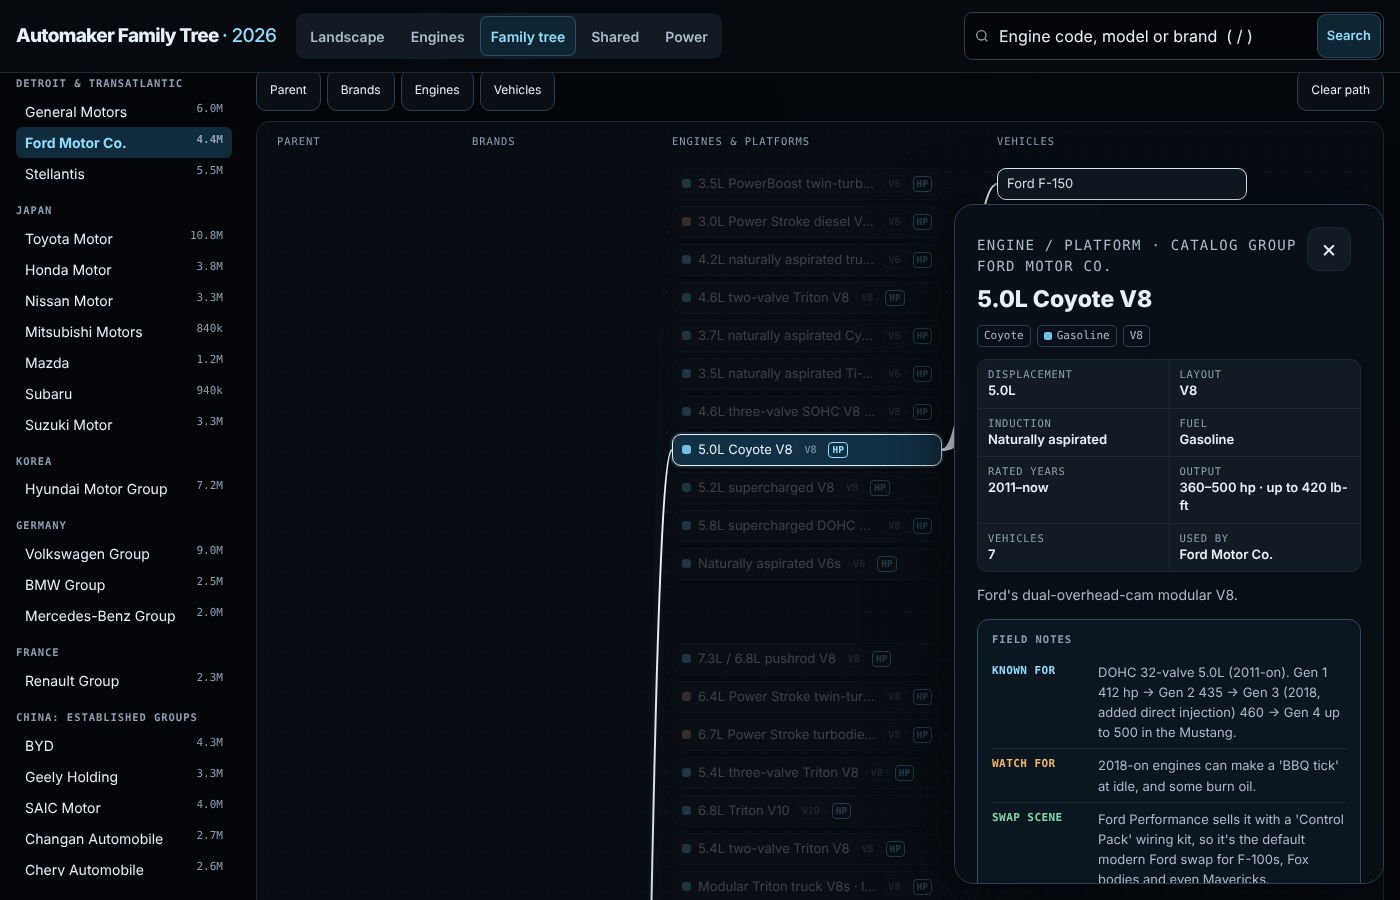 Automaker Family Tree · 2026
Landscape
Engines
Family tree
Shared
Power
Engine code, model or brand ( / )
Search
DETROIT & TRANSATLANTIC
General Motors 6.0M
Ford Motor Co. 4.4M
Stellantis 5.5M
JAPAN
Toyota Motor 10.8M
Honda Motor 3.8M
Nissan Motor 3.3M
Mitsubishi Motors 840k
Mazda 1.2M
Subaru 940k
Suzuki Motor 3.3M
KOREA
Hyundai Motor Group 7.2M
GERMANY
Volkswagen Group 9.0M
BMW Group 2.5M
Mercedes-Benz Group 2.0M
FRANCE
Renault Group 2.3M
CHINA: ESTABLISHED GROUPS
BYD 4.3M
Geely Holding 3.3M
SAIC Motor 4.0M
Changan Automobile 2.7M
Chery Automobile 2.6M
Parent
Brands
Engines
Vehicles
Clear path
PARENT
BRANDS
ENGINES & PLATFORMS
VEHICLES
3.5L PowerBoost twin-turb... V6 HP
3.0L Power Stroke diesel V... V6 HP
4.2L naturally aspirated tru... V6 HP
4.6L two-valve Triton V8 V8 HP
3.7L naturally aspirated Cy... V6 HP
3.5L naturally aspirated Ti-... V6 HP
4.6L three-valve SOHC V8 ... V8 HP
5.0L Coyote V8 V8 HP
5.2L supercharged V8 V8 HP
5.8L supercharged DOHC ... V8 HP
Naturally aspirated V6s V6 HP
7.3L / 6.8L pushrod V8 V8 HP
6.4L Power Stroke twin-tur... V8 HP
6.7L Power Stroke turbodie... V8 HP
5.4L three-valve Triton V8 V8 HP
6.8L Triton V10 V10 HP
5.4L two-valve Triton V8 V8 HP
Modular Triton truck V8s · I... V8 HP
Ford F-150
ENGINE / PLATFORM · CATALOG GROUP
FORD MOTOR CO.
✕
5.0L Coyote V8
Coyote
Gasoline
V8
DISPLACEMENT
5.0L
LAYOUT
V8
INDUCTION
Naturally aspirated
FUEL
Gasoline
RATED YEARS
2011–now
OUTPUT
360–500 hp · up to 420 lb-
ft
VEHICLES
7
USED BY
Ford Motor Co.
Ford's dual-overhead-cam modular V8.
FIELD NOTES
KNOWN FOR
DOHC 32-valve 5.0L (2011-on). Gen 1
412 hp → Gen 2 435 → Gen 3 (2018,
added direct injection) 460 → Gen 4 up
to 500 in the Mustang.
WATCH FOR
2018-on engines can make a 'BBQ tick'
at idle, and some burn oil.
SWAP SCENE
Ford Performance sells it with a 'Control
Pack' wiring kit, so it's the default
modern Ford swap for F-100s, Fox
bodies and even Mavericks.